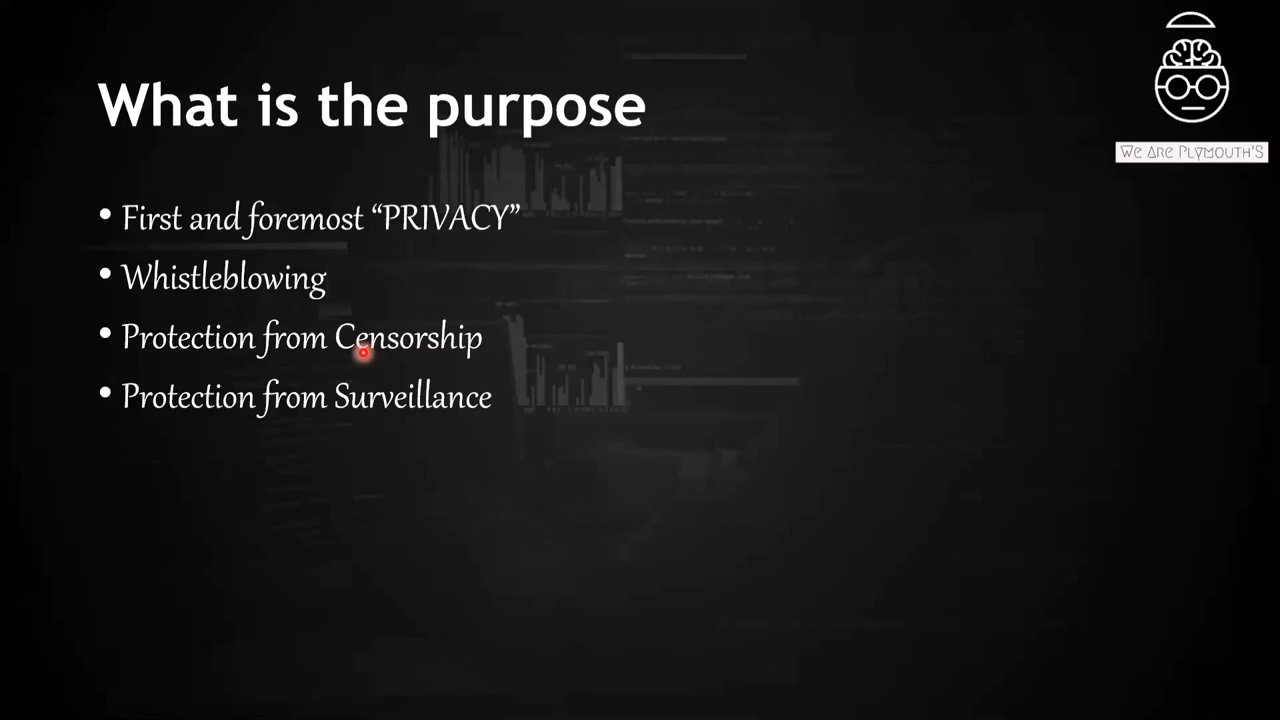 What is the purpose
WE ARE PLYMOUTH'S
• First and foremost “PRIVACY”
• Whistleblowing
• Protection from Censorship
• Protection from Surveillance